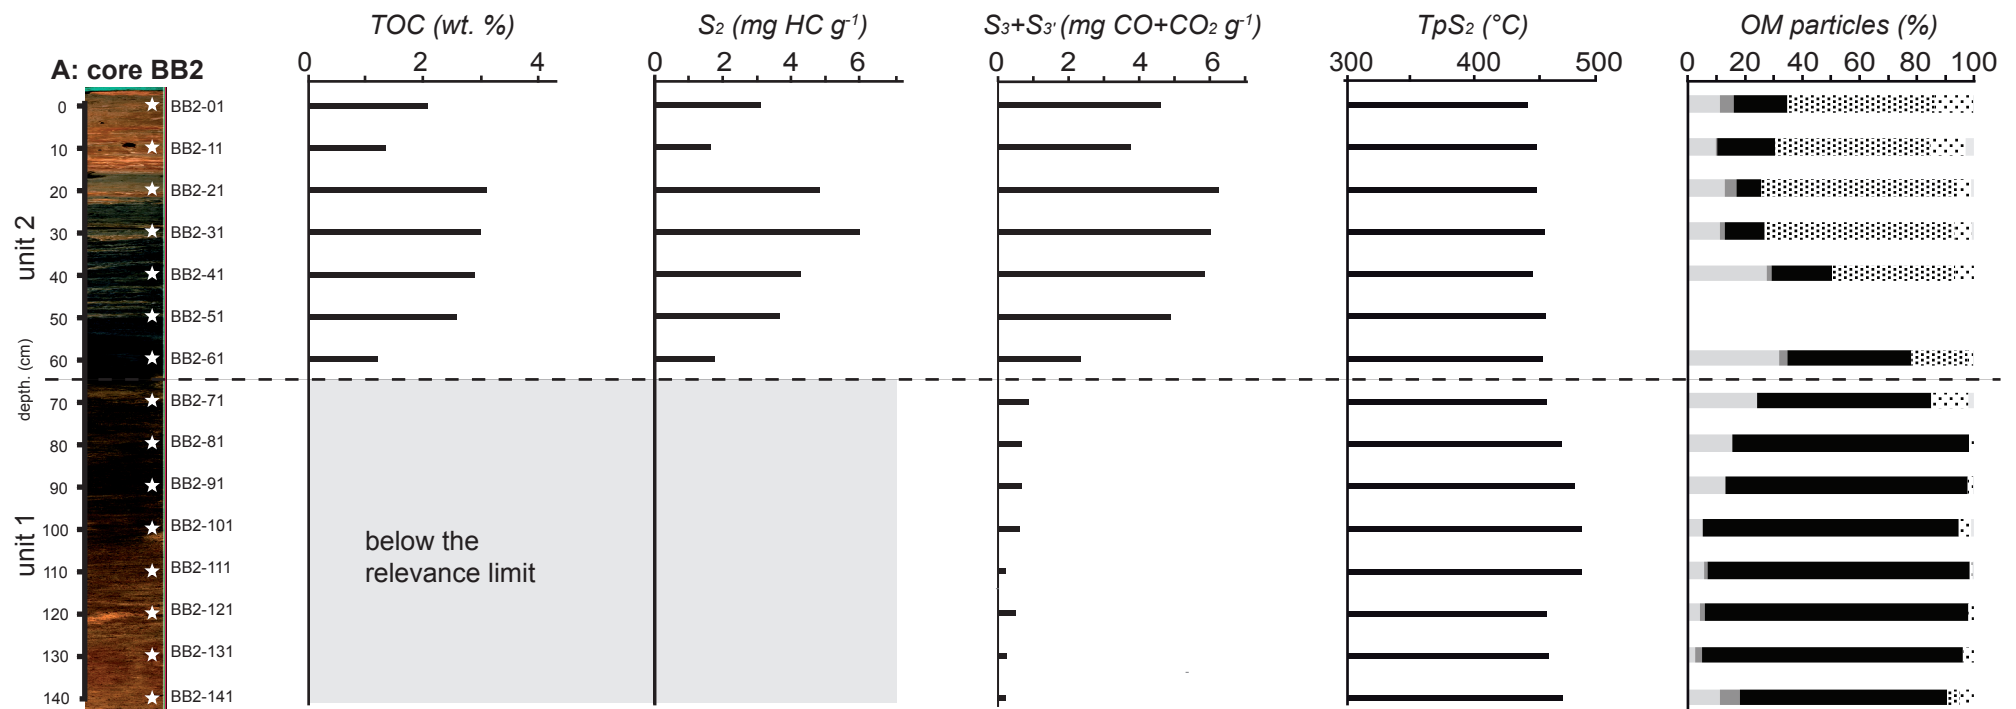 TOC (wt. %) S2 (mg HC g-1) S3+S3' (mg CO+CO2 g-1) TpS2 (°C) OM particles (%)
0 2 4 0 2 4 6 0 2 4 6 300 400 500 0 20 40 60 80 100
A: core BB2
0 BB2-01
10 BB2-11
20 BB2-21
30 BB2-31
40 BB2-41
50 BB2-51
60 BB2-61
70 BB2-71
80 BB2-81
90 BB2-91
100 BB2-101
110 BB2-111
120 BB2-121
130 BB2-131
140 BB2-141
unit 2
depth. (cm)
unit 1
below the
relevance limit